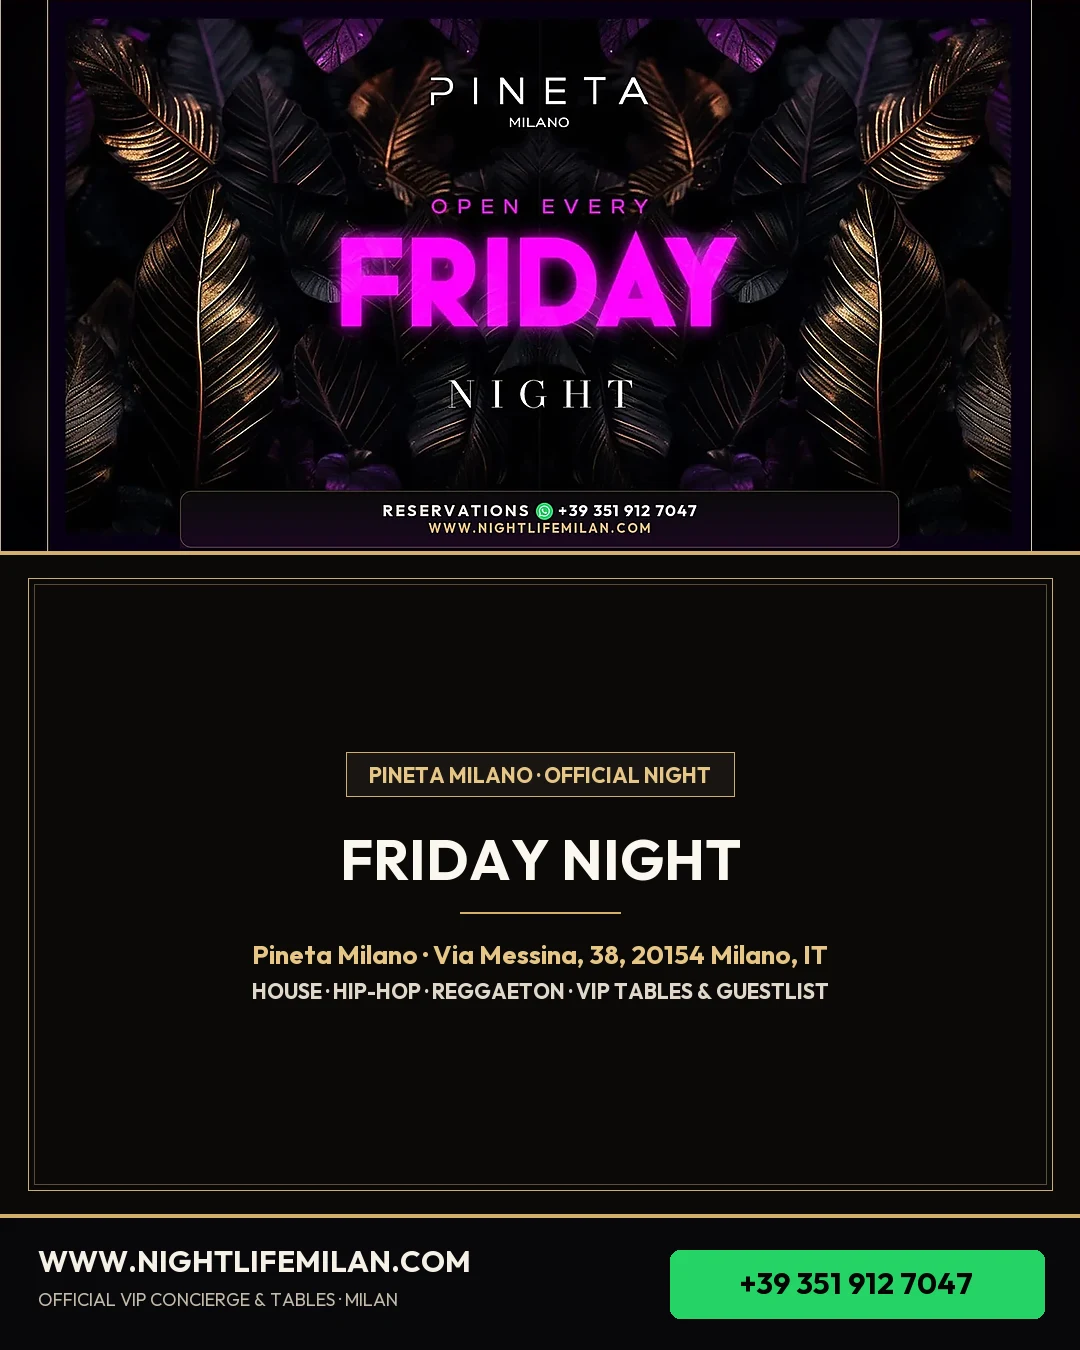 PINETA
MILANO
OPEN EVERY
FRIDAY
NIGHT
RESERVATIONS +39 351 912 7047
WWW.NIGHTLIFEMILAN.COM
PINETA MILANO · OFFICIAL NIGHT
FRIDAY NIGHT
Pineta Milano · Via Messina, 38, 20154 Milano, IT
HOUSE · HIP-HOP · REGGAETON · VIP TABLES & GUESTLIST
WWW.NIGHTLIFEMILAN.COM
OFFICIAL VIP CONCIERGE & TABLES · MILAN
+39 351 912 7047